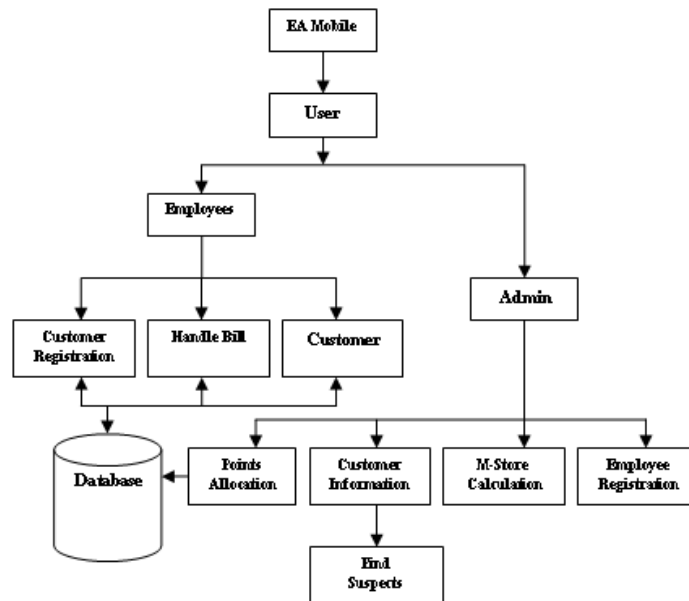 EA Mobile
User
Employees
Admin
Customer
Registration
Handle Bill
Customer
Database
Points
Allocation
Customer
Information
M-Store
Calculation
Employee
Registration
Find
Suspects